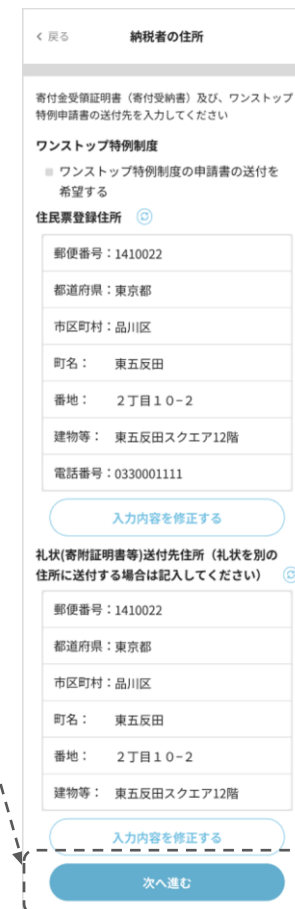 < 戻る 納税者の住所
寄付金受領証明書（寄付受納書）及び、ワンストップ
特例申請書の送付先を入力してください
ワンストップ特例制度
ワンストップ特例制度の申請書の送付を
希望する
住民票登録住所
郵便番号：1410022
都道府県：東京都
市区町村：品川区
町名： 東五反田
番地： ２丁目１０−２
建物等： 東五反田スクエア12階
電話番号：0330001111
入力内容を修正する
礼状(寄附証明書等)送付先住所（礼状を別の
住所に送付する場合は記入してください）
郵便番号：1410022
都道府県：東京都
市区町村：品川区
町名： 東五反田
番地： ２丁目１０−２
建物等： 東五反田スクエア12階
入力内容を修正する
次へ進む